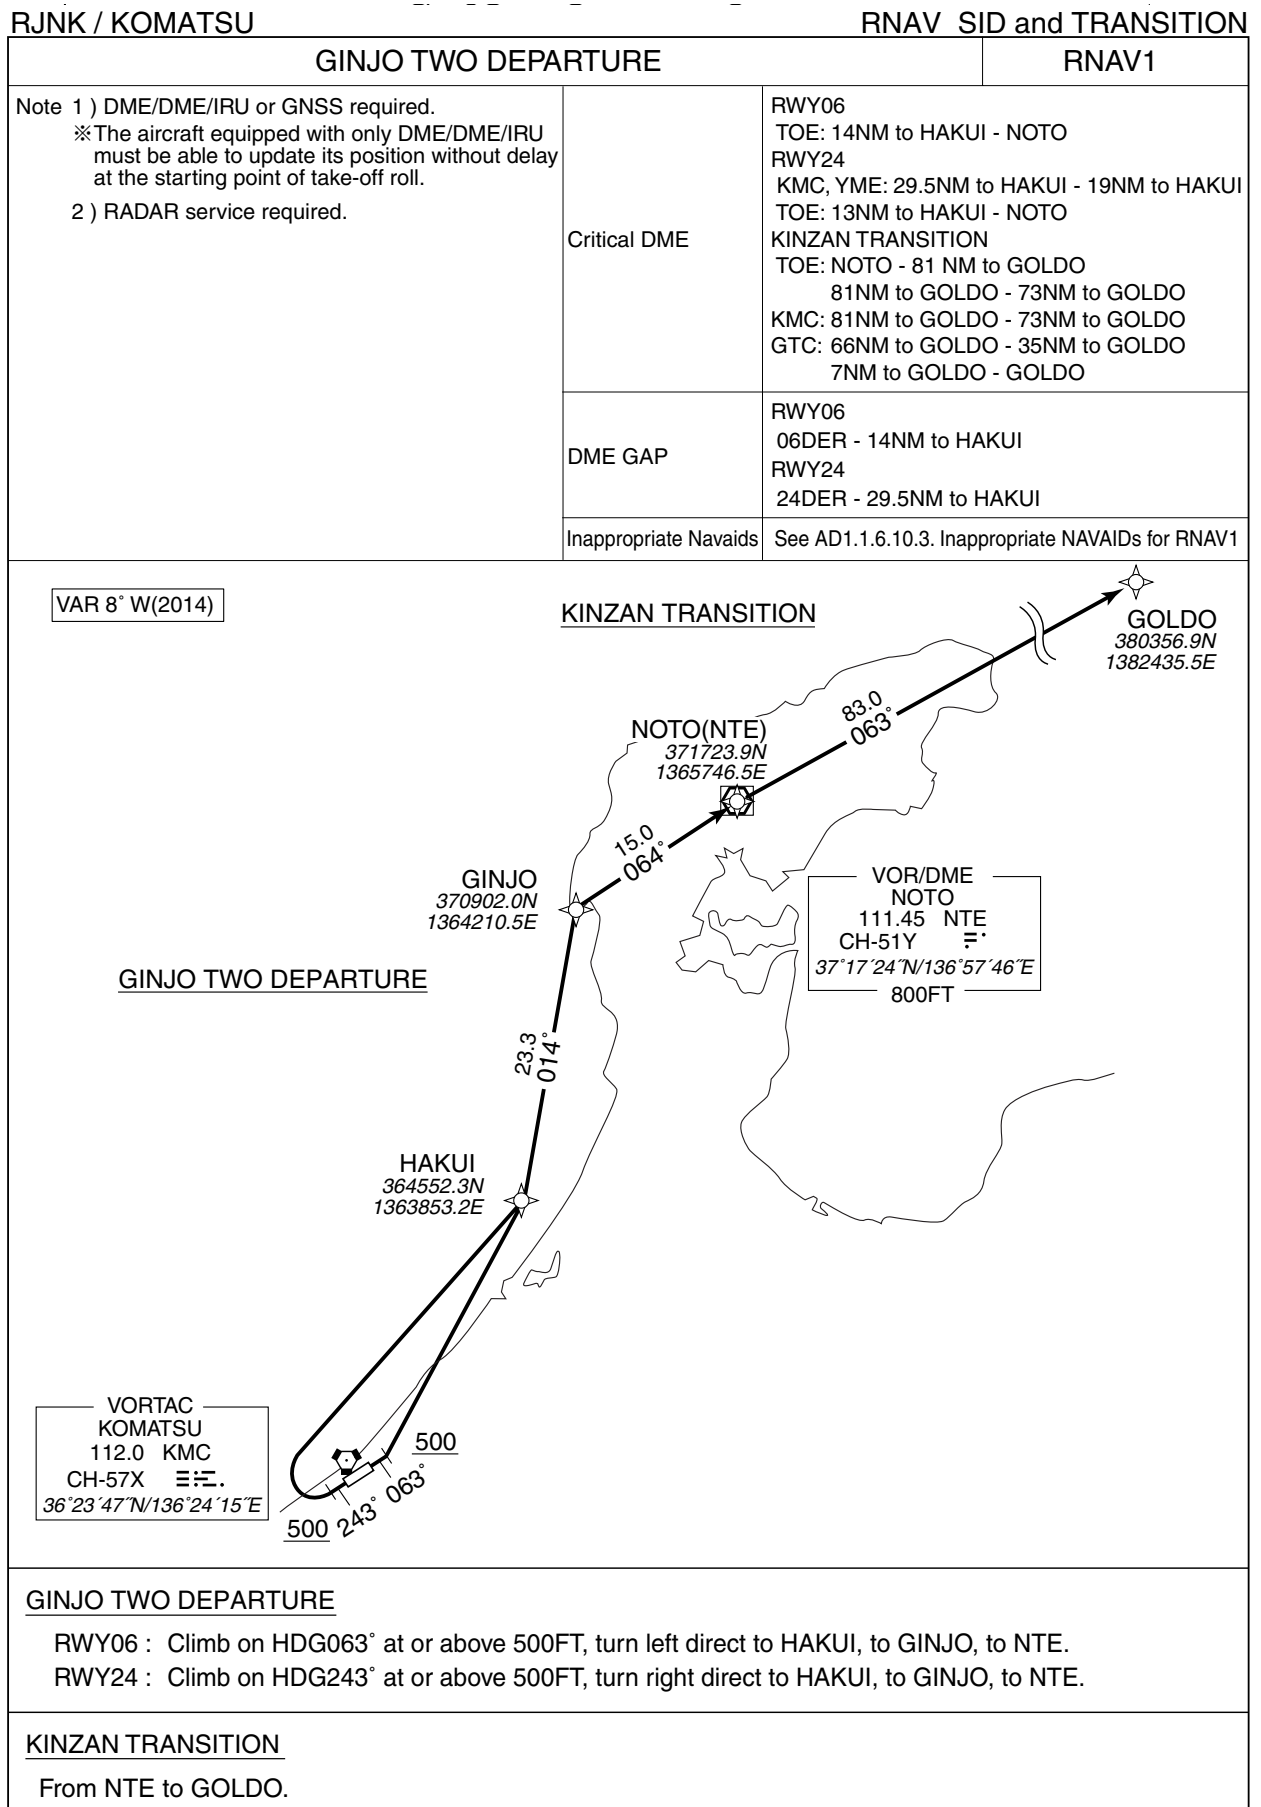 RJNK / KOMATSU
RNAV SID and TRANSITION
GINJO TWO DEPARTURE
RNAV1
Note 1 ) DME/DME/IRU or GNSS required.
※The aircraft equipped with only DME/DME/IRU
must be able to update its position without delay
at the starting point of take-off roll.
2 ) RADAR service required.
Critical DME
RWY06
TOE: 14NM to HAKUI - NOTO
RWY24
KMC, YME: 29.5NM to HAKUI - 19NM to HAKUI
TOE: 13NM to HAKUI - NOTO
KINZAN TRANSITION
TOE: NOTO - 81 NM to GOLDO
81NM to GOLDO - 73NM to GOLDO
KMC: 81NM to GOLDO - 73NM to GOLDO
GTC: 66NM to GOLDO - 35NM to GOLDO
7NM to GOLDO - GOLDO
DME GAP
RWY06
06DER - 14NM to HAKUI
RWY24
24DER - 29.5NM to HAKUI
Inappropriate Navaids
See AD1.1.6.10.3. Inappropriate NAVAIDs for RNAV1
VAR 8˚ W(2014)
KINZAN TRANSITION
GOLDO
380356.9N
1382435.5E
83.0
063˚
NOTO(NTE)
371723.9N
1365746.5E
15.0
064˚
GINJO
370902.0N
1364210.5E
VOR/DME
NOTO
111.45 NTE
CH-51Y
37˚17´24˝N/136˚57´46˝E
800FT
GINJO TWO DEPARTURE
23.3
014˚
HAKUI
364552.3N
1363853.2E
VORTAC
KOMATSU
112.0 KMC
CH-57X
36˚23´47˝N/136˚24´15˝E
500
063˚
243˚
500
GINJO TWO DEPARTURE
RWY06 : Climb on HDG063˚ at or above 500FT, turn left direct to HAKUI, to GINJO, to NTE.
RWY24 : Climb on HDG243˚ at or above 500FT, turn right direct to HAKUI, to GINJO, to NTE.
KINZAN TRANSITION
From NTE to GOLDO.